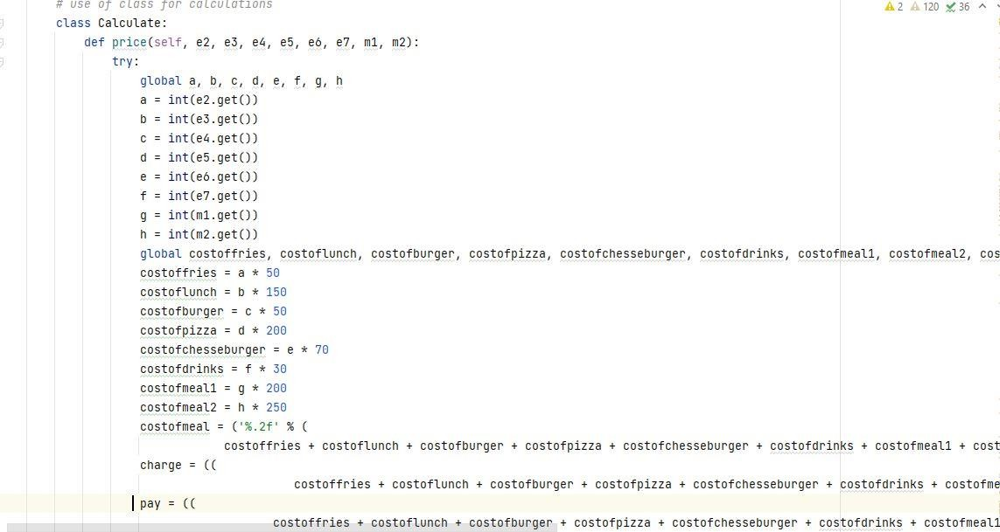 # use of class for calculations
2 120 36
class Calculate:
def price(self, e2, e3, e4, e5, e6, e7, m1, m2):
try:
global a, b, c, d, e, f, g, h
a = int(e2.get())
b = int(e3.get())
c = int(e4.get())
d = int(e5.get())
e = int(e6.get())
f = int(e7.get())
g = int(m1.get())
h = int(m2.get())
global costoffries, costoflunch, costofburger, costofpizza, costofchesseburger, costofdrinks, costofmeal1, costofmeal2, cos
costoffries = a * 50
costoflunch = b * 150
costofburger = c * 50
costofpizza = d * 200
costofchesseburger = e * 70
costofdrinks = f * 30
costofmeal1 = g * 200
costofmeal2 = h * 250
costofmeal = ('%.2f' % (
costoffries + costoflunch + costofburger + costofpizza + costofchesseburger + costofdrinks + costofmeal1 + cost
charge = ((
costoffries + costoflunch + costofburger + costofpizza + costofchesseburger + costofdrinks + costofme
pay = ((
costoffries + costoflunch + costofburger + costofpizza + costofchesseburger + costofdrinks + costofmeal1